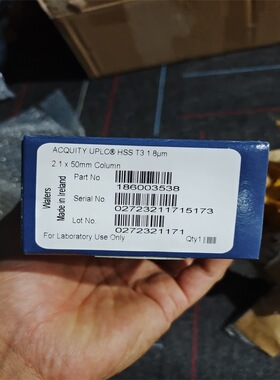 ACQUITY UPLC® HSS T3 1.8µm
2.1 x 50mm Column
Part No.
186003538
Serial No.
02723211715173
Lot No.
0272321171
For Laboratory Use Only
Qty1
Waters
Made in Ireland